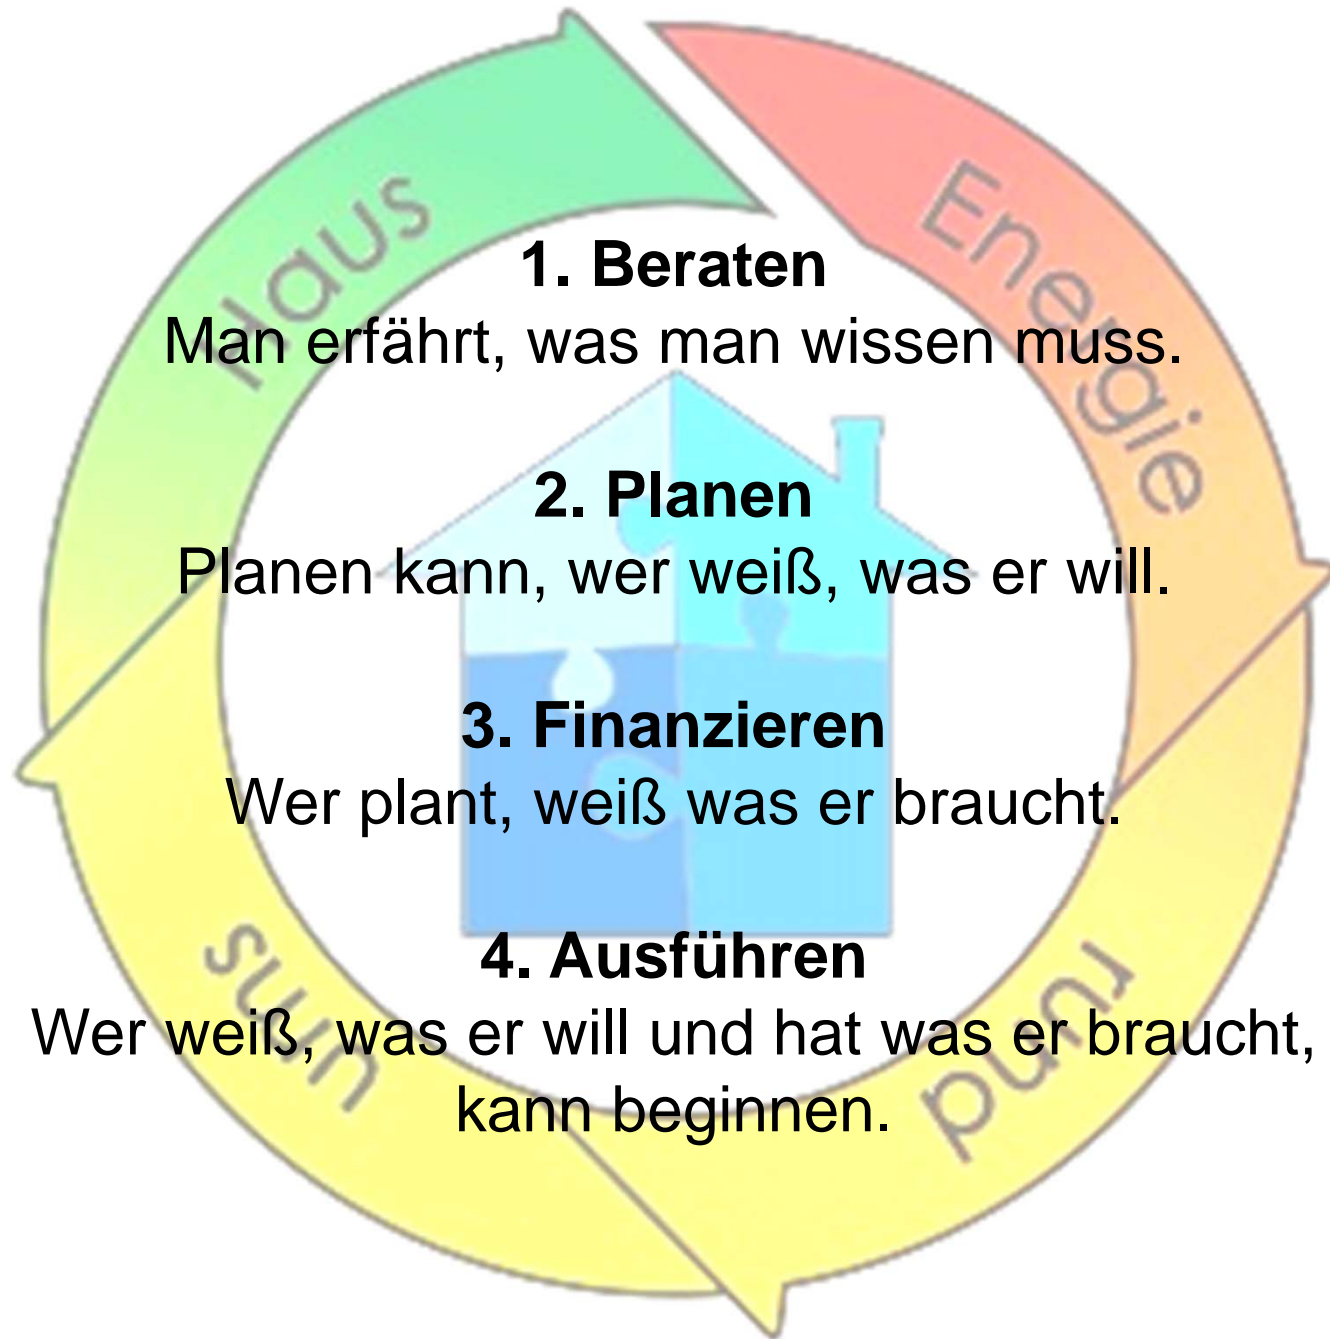 Energie
rund
ums
Haus
1. Beraten
Man erfährt, was man wissen muss.
2. Planen
Planen kann, wer weiß, was er will.
3. Finanzieren
Wer plant, weiß was er braucht.
4. Ausführen
Wer weiß, was er will und hat was er braucht,
kann beginnen.